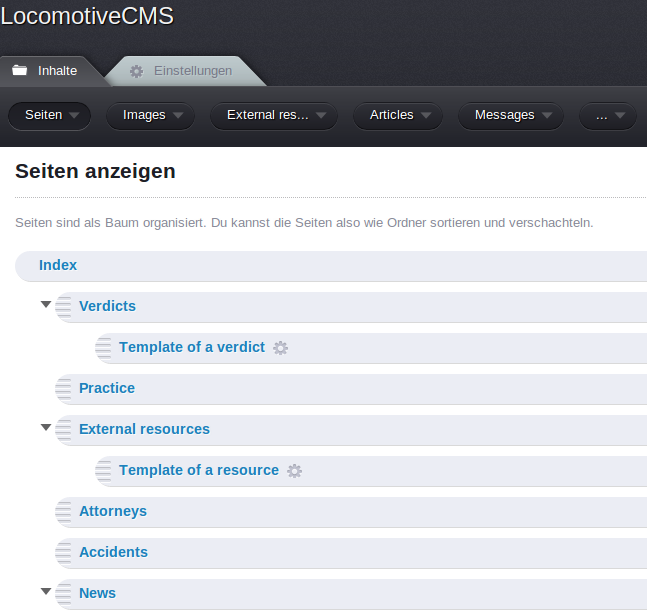 LocomotiveCMS
Inhalte Einstellungen
Seiten Images External res... Articles Messages ...
Seiten anzeigen
Seiten sind als Baum organisiert. Du kannst die Seiten also wie Ordner sortieren und verschachteln.
Index
Verdicts
Template of a verdict
Practice
External resources
Template of a resource
Attorneys
Accidents
News